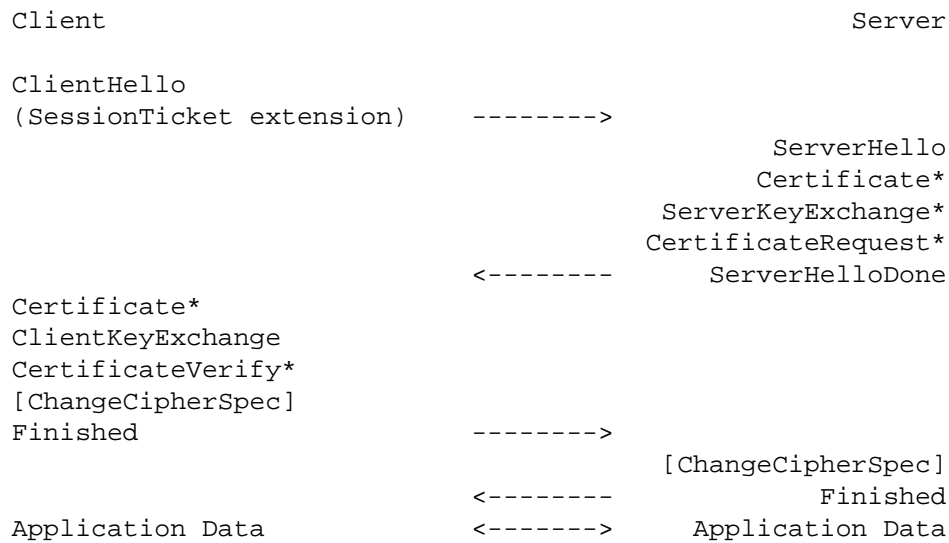 Client                                               Server

ClientHello
(SessionTicket extension)    -------->
                                                ServerHello
                                               Certificate*
                                         ServerKeyExchange*
                                        CertificateRequest*
                             <--------      ServerHelloDone
Certificate*
ClientKeyExchange
CertificateVerify*
[ChangeCipherSpec]
Finished                     -------->
                                         [ChangeCipherSpec]
                             <--------             Finished
Application Data             <------->     Application Data